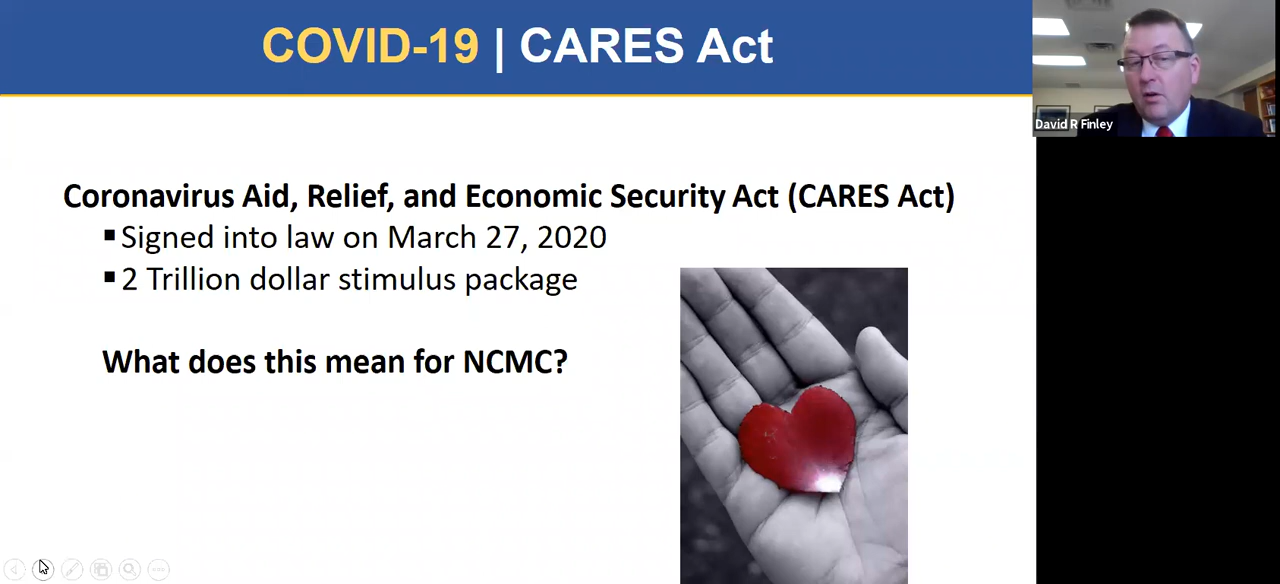 COVID-19 | CARES Act
David R Finley
Coronavirus Aid, Relief, and Economic Security Act (CARES Act)
▪Signed into law on March 27, 2020
▪2 Trillion dollar stimulus package
What does this mean for NCMC?